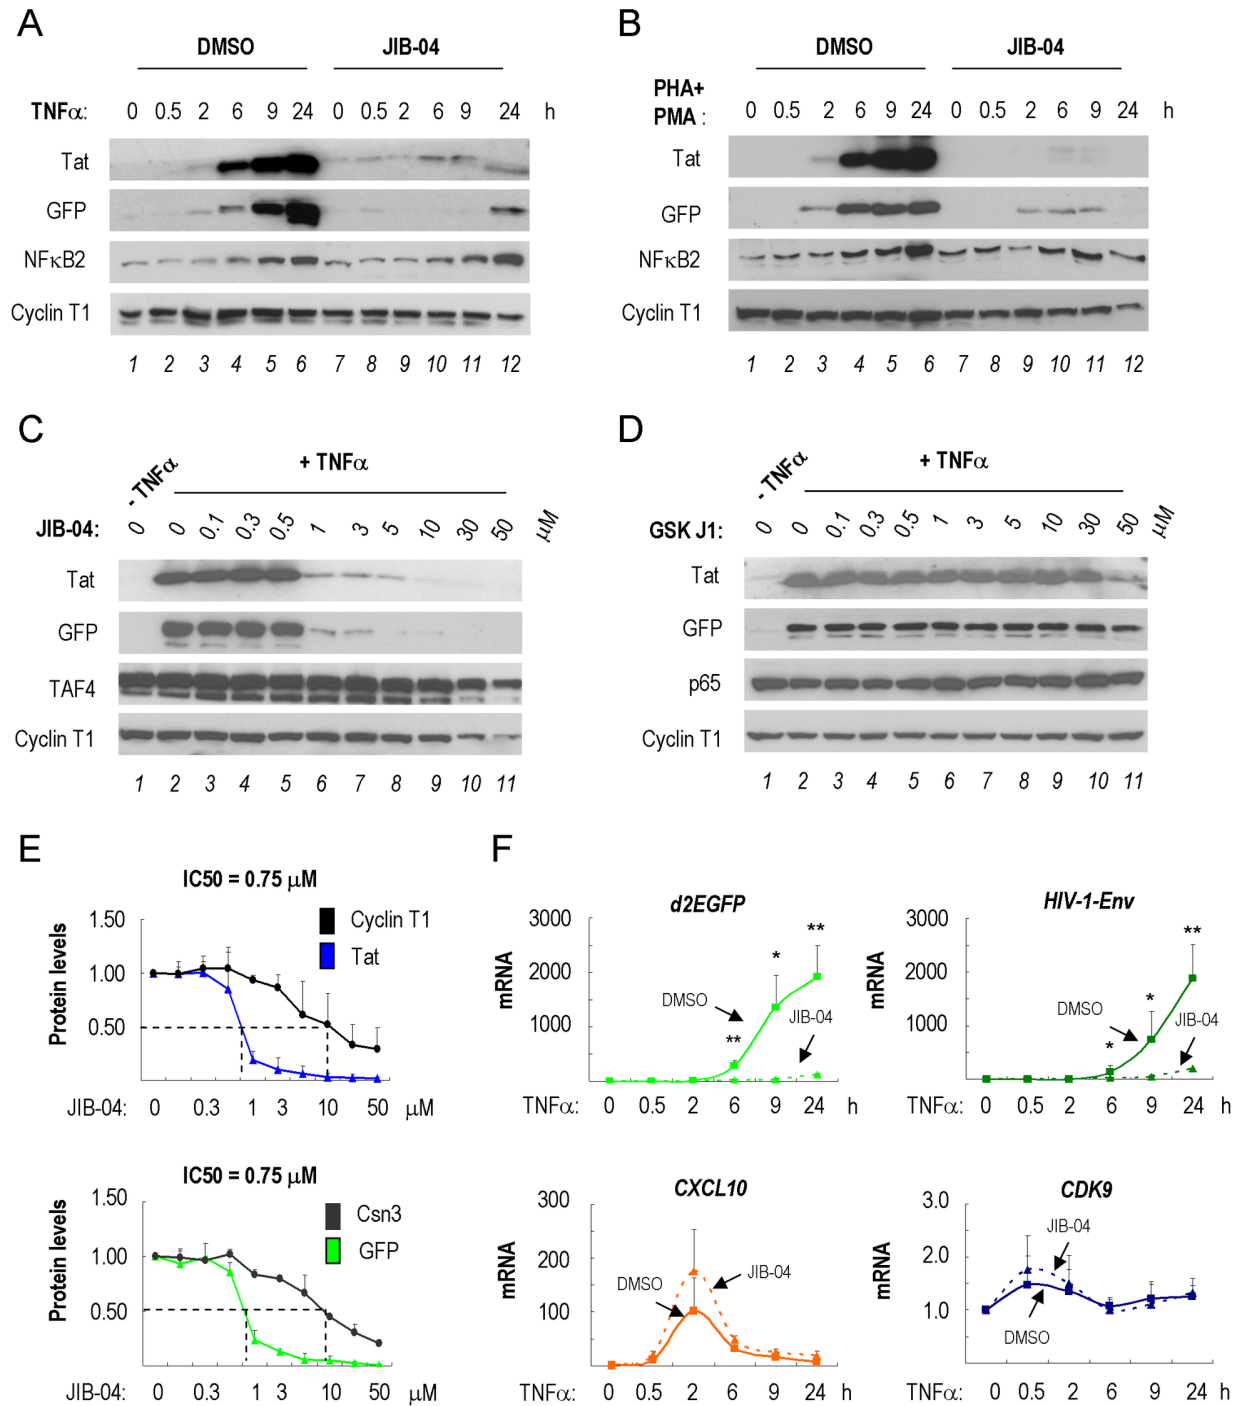 A
DMSO JIB-04
TNFα: 0 0.5 2 6 9 24 0 0.5 2 6 9 24 h
Tat
GFP
NFκB2
Cyclin T1
1 2 3 4 5 6 7 8 9 10 11 12
B
DMSO JIB-04
PHA+
PMA : 0 0.5 2 6 9 24 0 0.5 2 6 9 24 h
Tat
GFP
NFκB2
Cyclin T1
1 2 3 4 5 6 7 8 9 10 11 12
C
- TNFα + TNFα
JIB-04: 0 0 0.1 0.3 0.5 1 3 5 10 30 50 μM
Tat
GFP
TAF4
Cyclin T1
1 2 3 4 5 6 7 8 9 10 11
D
- TNFα + TNFα
GSK J1: 0 0 0.1 0.3 0.5 1 3 5 10 30 50 μM
Tat
GFP
p65
Cyclin T1
1 2 3 4 5 6 7 8 9 10 11
E
IC50 = 0.75 μM
Protein levels
1.50
1.00
0.50
Cyclin T1
Tat
JIB-04: 0 0.3 1 3 10 50 μM
IC50 = 0.75 μM
Protein levels
1.50
1.00
0.50
Csn3
GFP
JIB-04: 0 0.3 1 3 10 50 μM
F
d2EGFP
mRNA
3000
2000
1000
DMSO
JIB-04
** * **
TNFα: 0 0.5 2 6 9 24 h
HIV-1-Env
mRNA
3000
2000
1000
DMSO
JIB-04
* * **
TNFα: 0 0.5 2 6 9 24 h
CXCL10
mRNA
300
200
100
DMSO
JIB-04
TNFα: 0 0.5 2 6 9 24 h
CDK9
mRNA
3.0
2.0
1.0
JIB-04
DMSO
TNFα: 0 0.5 2 6 9 24 h